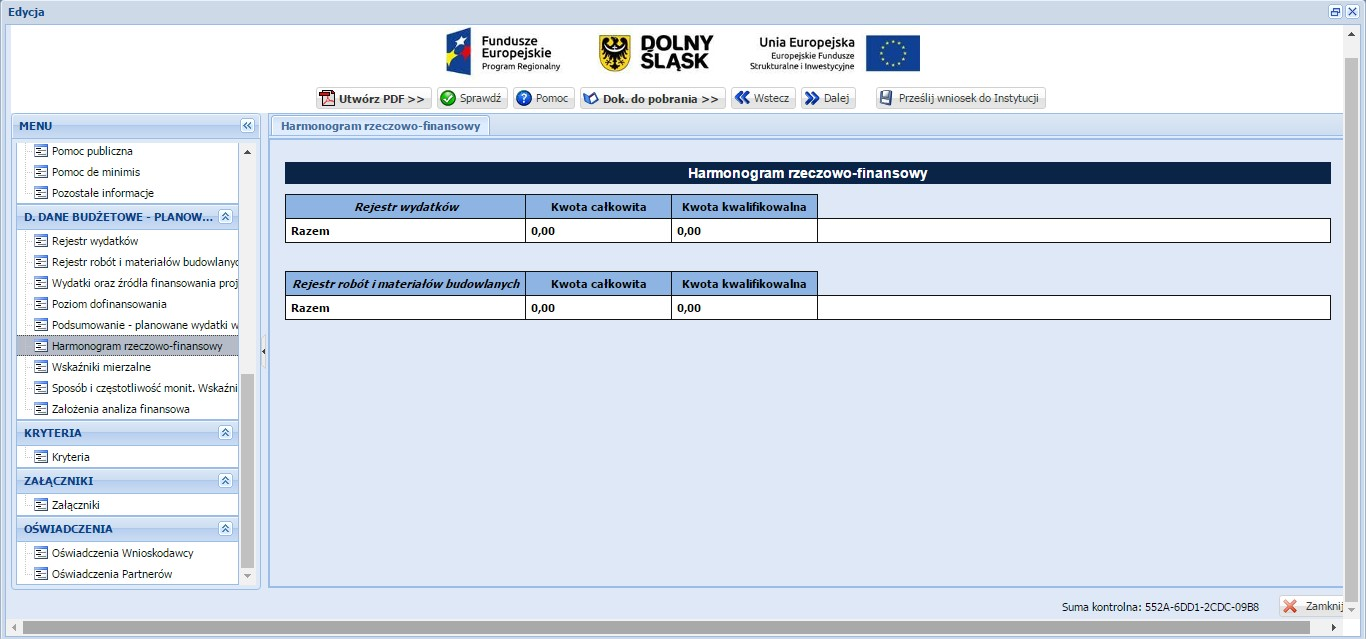 Edycja
Fundusze
Europejskie
Program Regionalny
DOLNY
ŚLĄSK
Unia Europejska
Europejskie Fundusze
Strukturalne i Inwestycyjne
Utwórz PDF >>
Sprawdź
Pomoc
Dok. do pobrania >>
Wstecz
Dalej
Prześlij wniosek do Instytucji
MENU
Pomoc publiczna
Pomoc de minimis
Pozostałe informacje
D. DANE BUDŻETOWE - PLANOW...
Rejestr wydatków
Rejestr robót i materiałów budowlanyc
Wydatki oraz źródła finansowania proj
Poziom dofinansowania
Podsumowanie - planowane wydatki w
Harmonogram rzeczowo-finansowy
Wskaźniki mierzalne
Sposób i częstotliwość monit. Wskaźni
Założenia analiza finansowa
KRYTERIA
Kryteria
ZAŁĄCZNIKI
Załączniki
OŚWIADCZENIA
Oświadczenia Wnioskodawcy
Oświadczenia Partnerów
Harmonogram rzeczowo-finansowy
Harmonogram rzeczowo-finansowy
Rejestr wydatków Kwota całkowita Kwota kwalifikowalna
Razem 0,00 0,00
Rejestr robót i materiałów budowlanych Kwota całkowita Kwota kwalifikowalna
Razem 0,00 0,00
Suma kontrolna: 552A-6DD1-2CDC-09B8
Zamknij